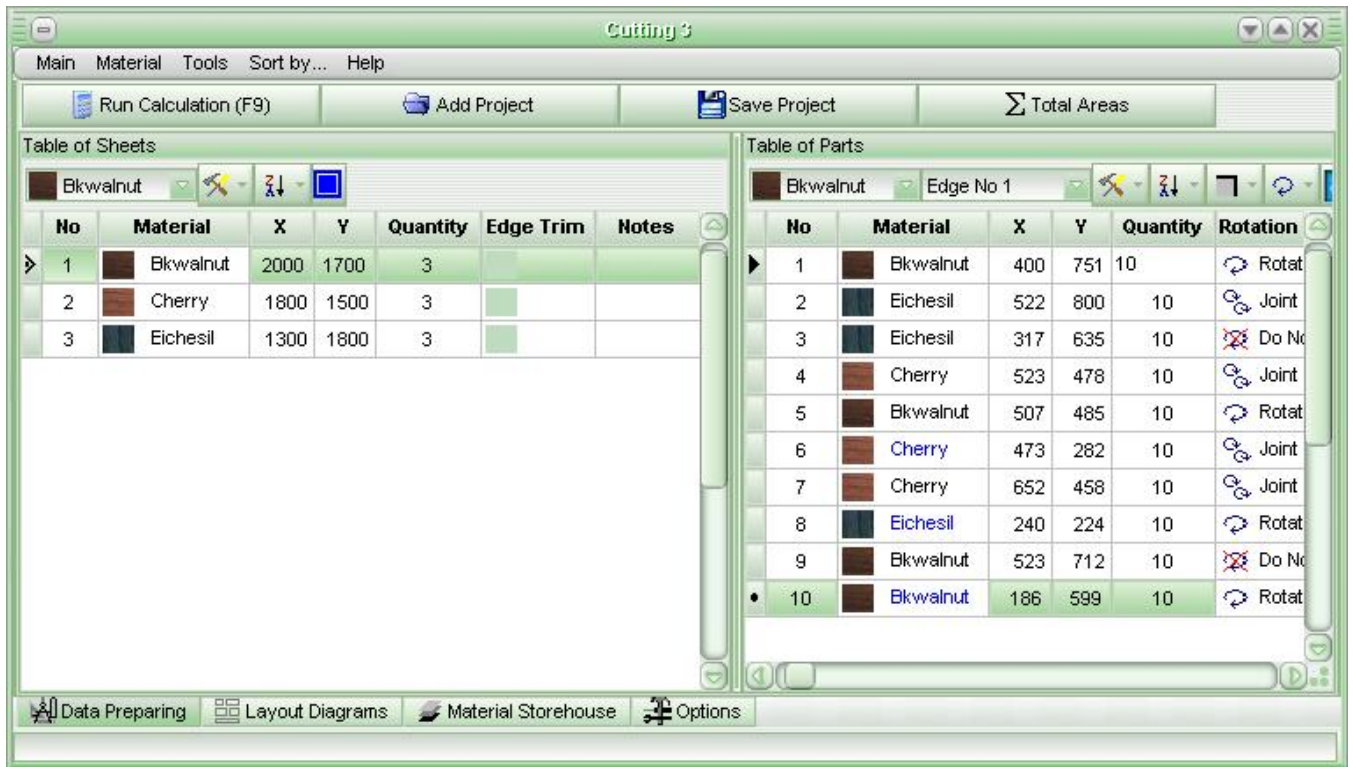 Cutting 3
Main Material Tools Sort by... Help
Run Calculation (F9) Add Project Save Project Σ Total Areas
Table of Sheets
Bkwalnut
No Material X Y Quantity Edge Trim Notes
1 Bkwalnut 2000 1700 3
2 Cherry 1800 1500 3
3 Eichesil 1300 1800 3
Table of Parts
Bkwalnut Edge No 1
No Material X Y Quantity Rotation
1 Bkwalnut 400 751 10 Rotat
2 Eichesil 522 800 10 Joint
3 Eichesil 317 635 10 Do No
4 Cherry 523 478 10 Joint
5 Bkwalnut 507 485 10 Rotat
6 Cherry 473 282 10 Joint
7 Cherry 652 458 10 Joint
8 Eichesil 240 224 10 Rotat
9 Bkwalnut 523 712 10 Do No
10 Bkwalnut 186 599 10 Rotat
Data Preparing Layout Diagrams Material Storehouse Options